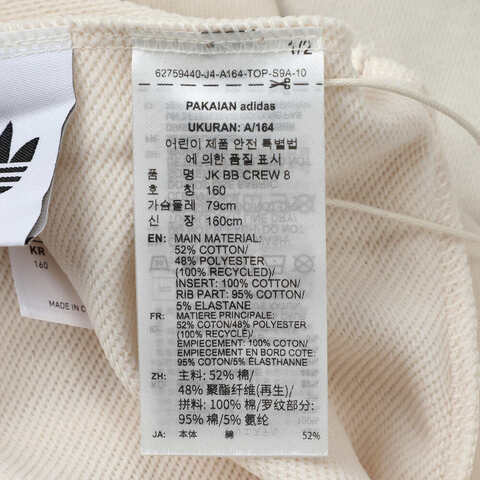 1/2
62759440-J4-A164-TOP-S9A-10
PAKAIAN adidas
UKURAN: A/164
어린이 제품 안전 특별법
에 의한 품질 표시
품 명 JK BB CREW 8
호 칭 160
가슴둘레 79cm
신 장 160cm
EN: MAIN MATERIAL:
52% COTTON/
48% POLYESTER
(100% RECYCLED)/
INSERT: 100% COTTON/
RIB PART: 95% COTTON/
5% ELASTANE
FR: MATIERE PRINCIPALE:
52% COTON/48% POLYESTER
(100% RECYCLÉ)/
EMPIECEMENT: 100% COTON/
EMPIECEMENT EN BORD COTE:
95% COTON/5% ÉLASTHANNE
ZH: 主料: 52% 棉/
48% 聚酯纤维(再生)/
拼料: 100% 棉/罗纹部分:
95% 棉/5% 氨纶
JA: 本体 綿 52%
KR
160
MADE IN C